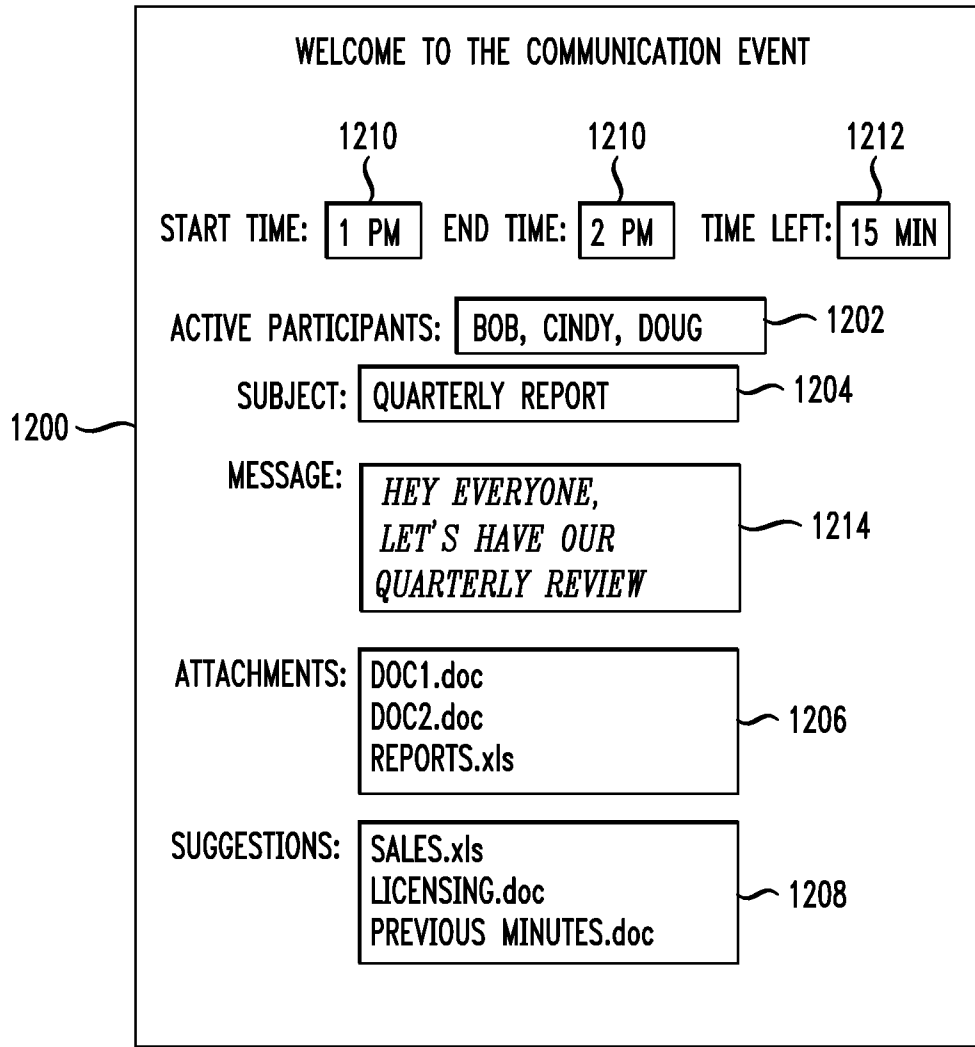 WELCOME TO THE COMMUNICATION EVENT
1210 1210 1212
START TIME: 1 PM END TIME: 2 PM TIME LEFT: 15 MIN
ACTIVE PARTICIPANTS: BOB, CINDY, DOUG 1202
SUBJECT: QUARTERLY REPORT 1204
1200
MESSAGE: HEY EVERYONE,
LET'S HAVE OUR 1214
QUARTERLY REVIEW
ATTACHMENTS: DOC1.doc
DOC2.doc 1206
REPORTS.xls
SUGGESTIONS: SALES.xls
LICENSING.doc 1208
PREVIOUS MINUTES.doc